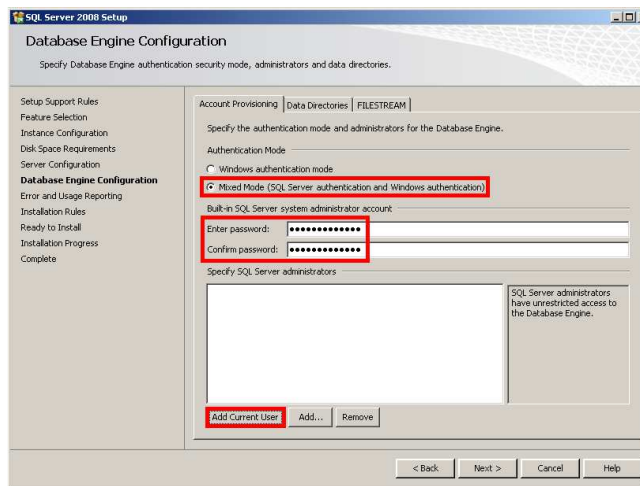 SQL Server 2008 Setup
Database Engine Configuration
Specify Database Engine authentication security mode, administrators and data directories.
Setup Support Rules
Feature Selection
Instance Configuration
Disk Space Requirements
Server Configuration
Database Engine Configuration
Error and Usage Reporting
Installation Rules
Ready to Install
Installation Progress
Complete
Account Provisioning
Data Directories
FILESTREAM
Specify the authentication mode and administrators for the Database Engine.
Authentication Mode
Windows authentication mode
Mixed Mode (SQL Server authentication and Windows authentication)
Built-in SQL Server system administrator account
Enter password: ●●●●●●●●●●●●●
Confirm password: ●●●●●●●●●●●●●
Specify SQL Server administrators
SQL Server administrators
have unrestricted access to
the Database Engine.
Add Current User
Add...
Remove
< Back
Next >
Cancel
Help